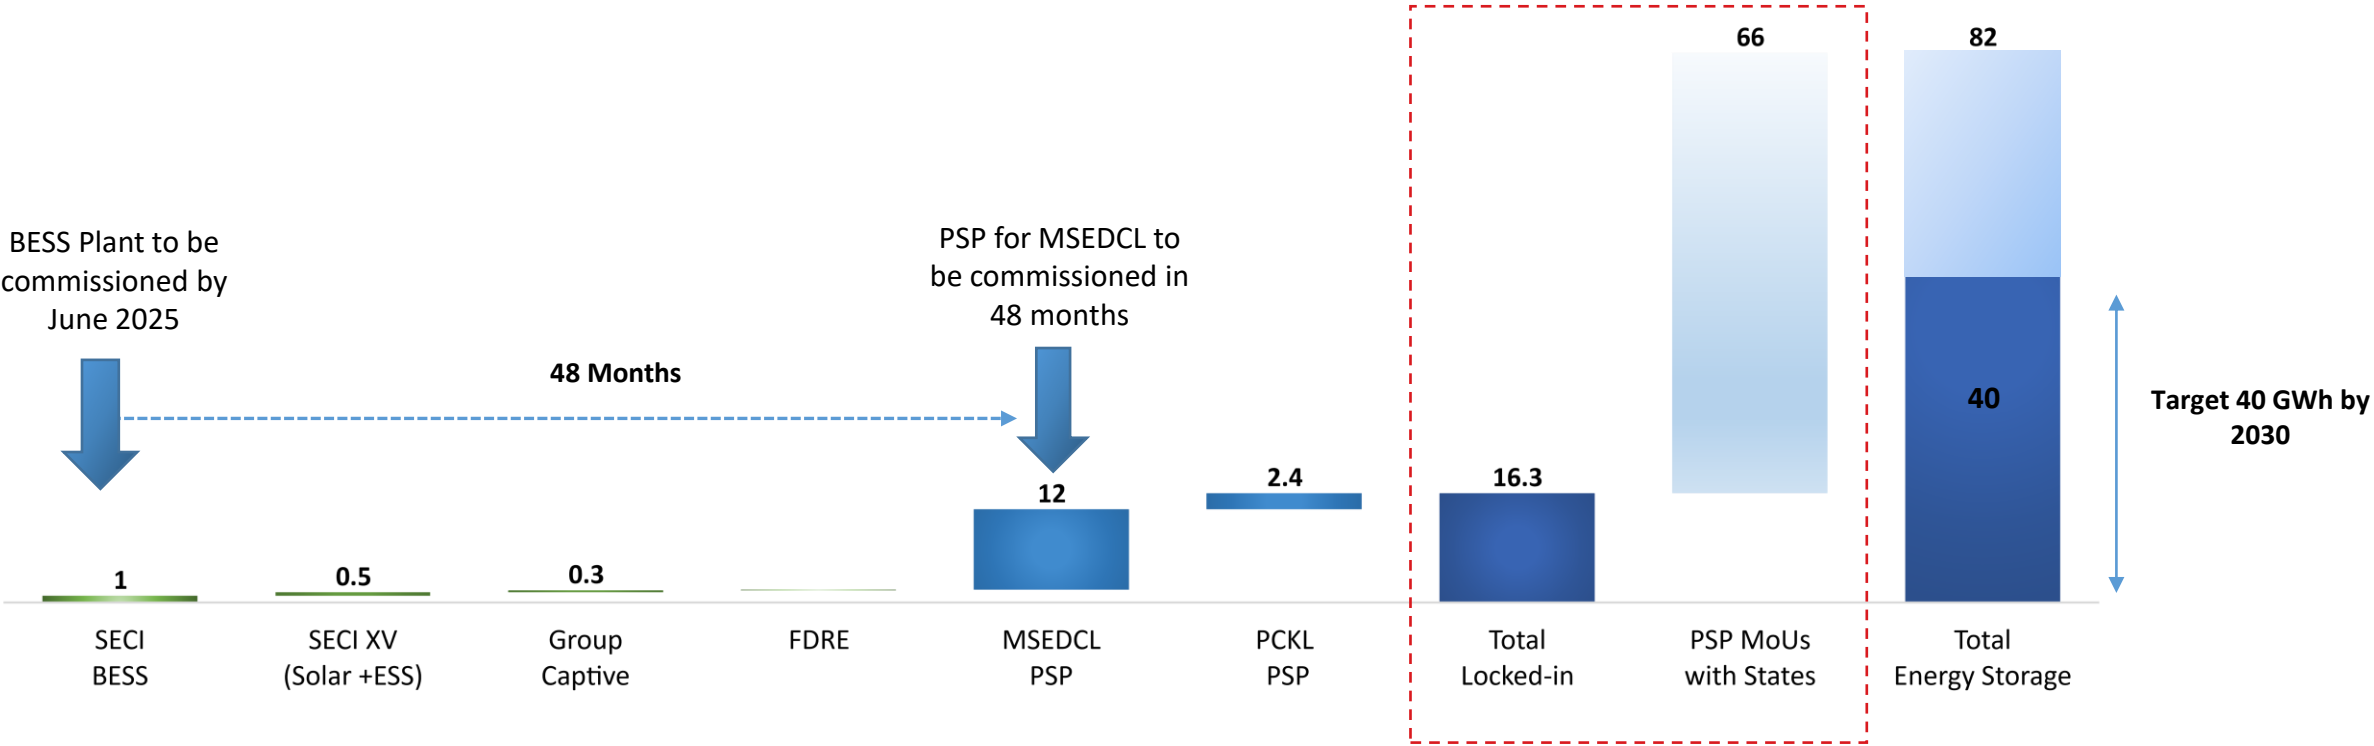 66
82
BESS Plant to be
commissioned by
June 2025
PSP for MSEDCL to
be commissioned in
48 months
48 Months
40
Target 40 GWh by
2030
1
0.5
0.3
12
2.4
16.3
SECI
BESS
SECI XV
(Solar +ESS)
Group
Captive
FDRE
MSEDCL
PSP
PCKL
PSP
Total
Locked-in
PSP MoUs
with States
Total
Energy Storage